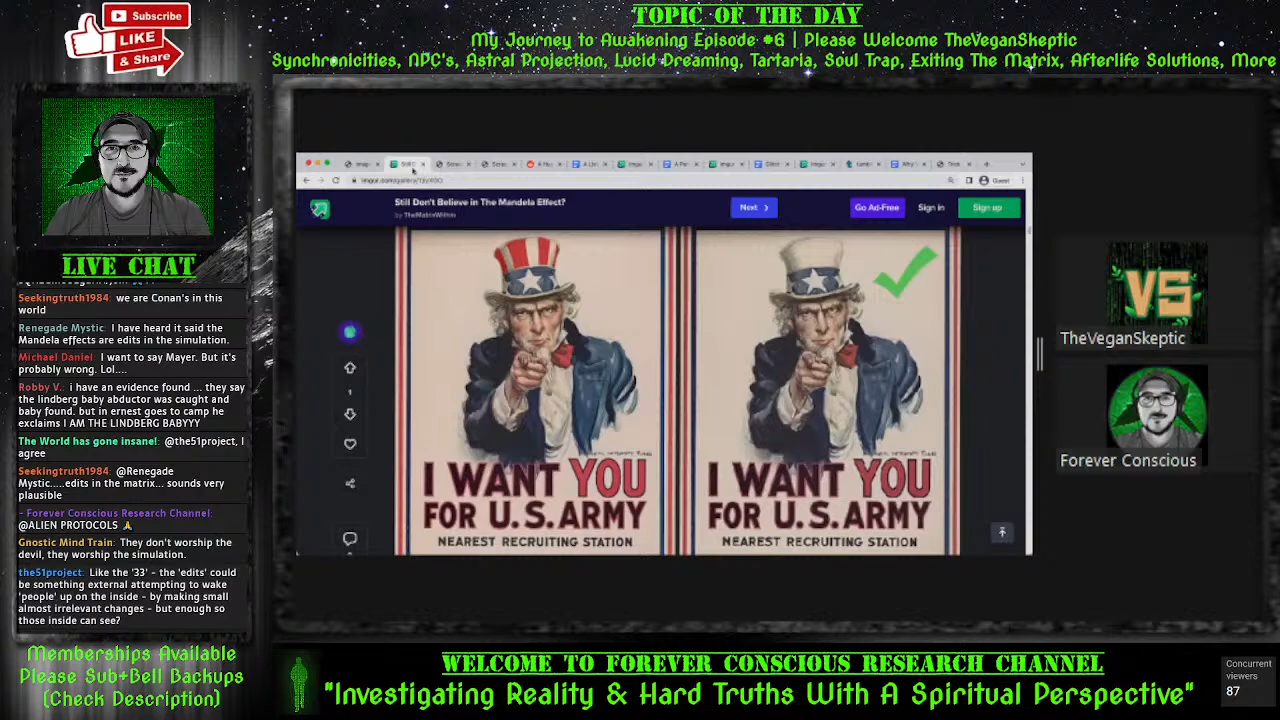 Subscribe
LIKE
& Share
TOPIC OF THE DAY
My Journey to Awakening Episode #6 | Please Welcome TheVeganSkeptic
Synchronicities, NPC's, Astral Projection, Lucid Dreaming, Tartaria, Soul Trap, Exiting The Matrix, Afterlife Solutions, More
LIVE CHAT
Seekingtruth1984: we are Conan's in this
world
Renegade Mystic: I have heard it said the
Mandela effects are edits in the simulation.
Michael Daniel: I want to say Mayer. But it's
probably wrong. Lol....
Robby V.: i have an evidence found ... they say
the lindberg baby abductor was caught and
baby found. but in ernest goes to camp he
exclaims I AM THE LINDBERG BABYYY
The World has gone insane!: @the51project, I
agree
Seekingtruth1984: @Renegade
Mystic.....edits in the matrix... sounds very
plausible
- Forever Conscious Research Channel:
@ALIEN PROTOCOLS 🙏
Gnostic Mind Train: They don't worship the
devil, they worship the simulation.
the51project: Like the '33' - the 'edits' could
be something external attempting to wake
'people' up on the inside - by making small
almost irrelevant changes - but enough so
those inside can see?
Memberships Available
Please Sub+Bell Backups
(Check Description)
Guest
Still Don't Believe in The Mandela Effect?
by TheMatrixWithin
Next
Go Ad-Free
Sign in
Sign up
1
I WANT YOU
FOR U.S. ARMY
NEAREST RECRUITING STATION
I WANT YOU
FOR U.S. ARMY
NEAREST RECRUITING STATION
VS
TheVeganSkeptic
Forever Conscious
WELCOME TO FOREVER CONSCIOUS RESEARCH CHANNEL
"Investigating Reality & Hard Truths With A Spiritual Perspective"
Concurrent
viewers
87